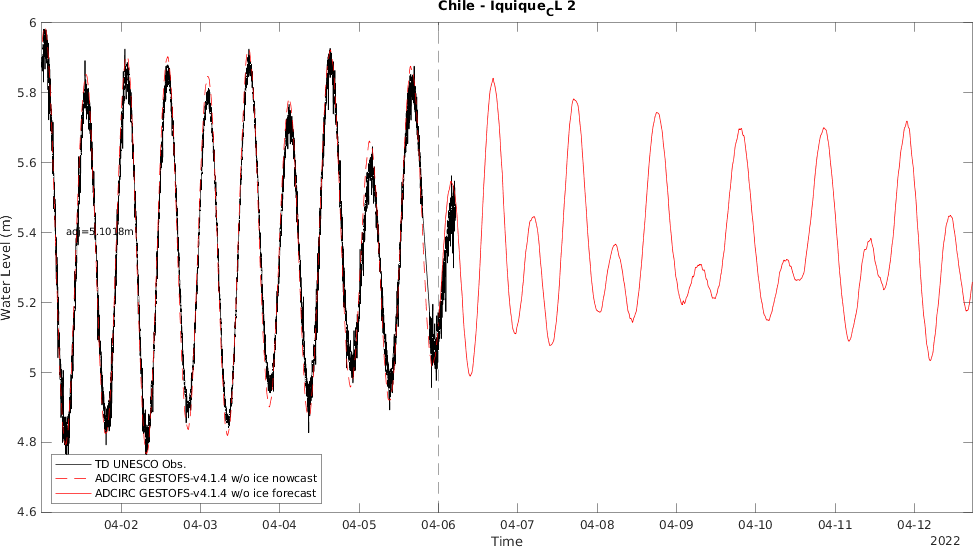 Chile - IquiqueCL 2
Water Level (m)
6
5.8
5.6
5.4
5.2
5
4.8
4.6
adj=5.1018m
TD UNESCO Obs.
ADCIRC GESTOFS-v4.1.4 w/o ice nowcast
ADCIRC GESTOFS-v4.1.4 w/o ice forecast
04-02 04-03 04-04 04-05 04-06 04-07 04-08 04-09 04-10 04-11 04-12
Time
2022